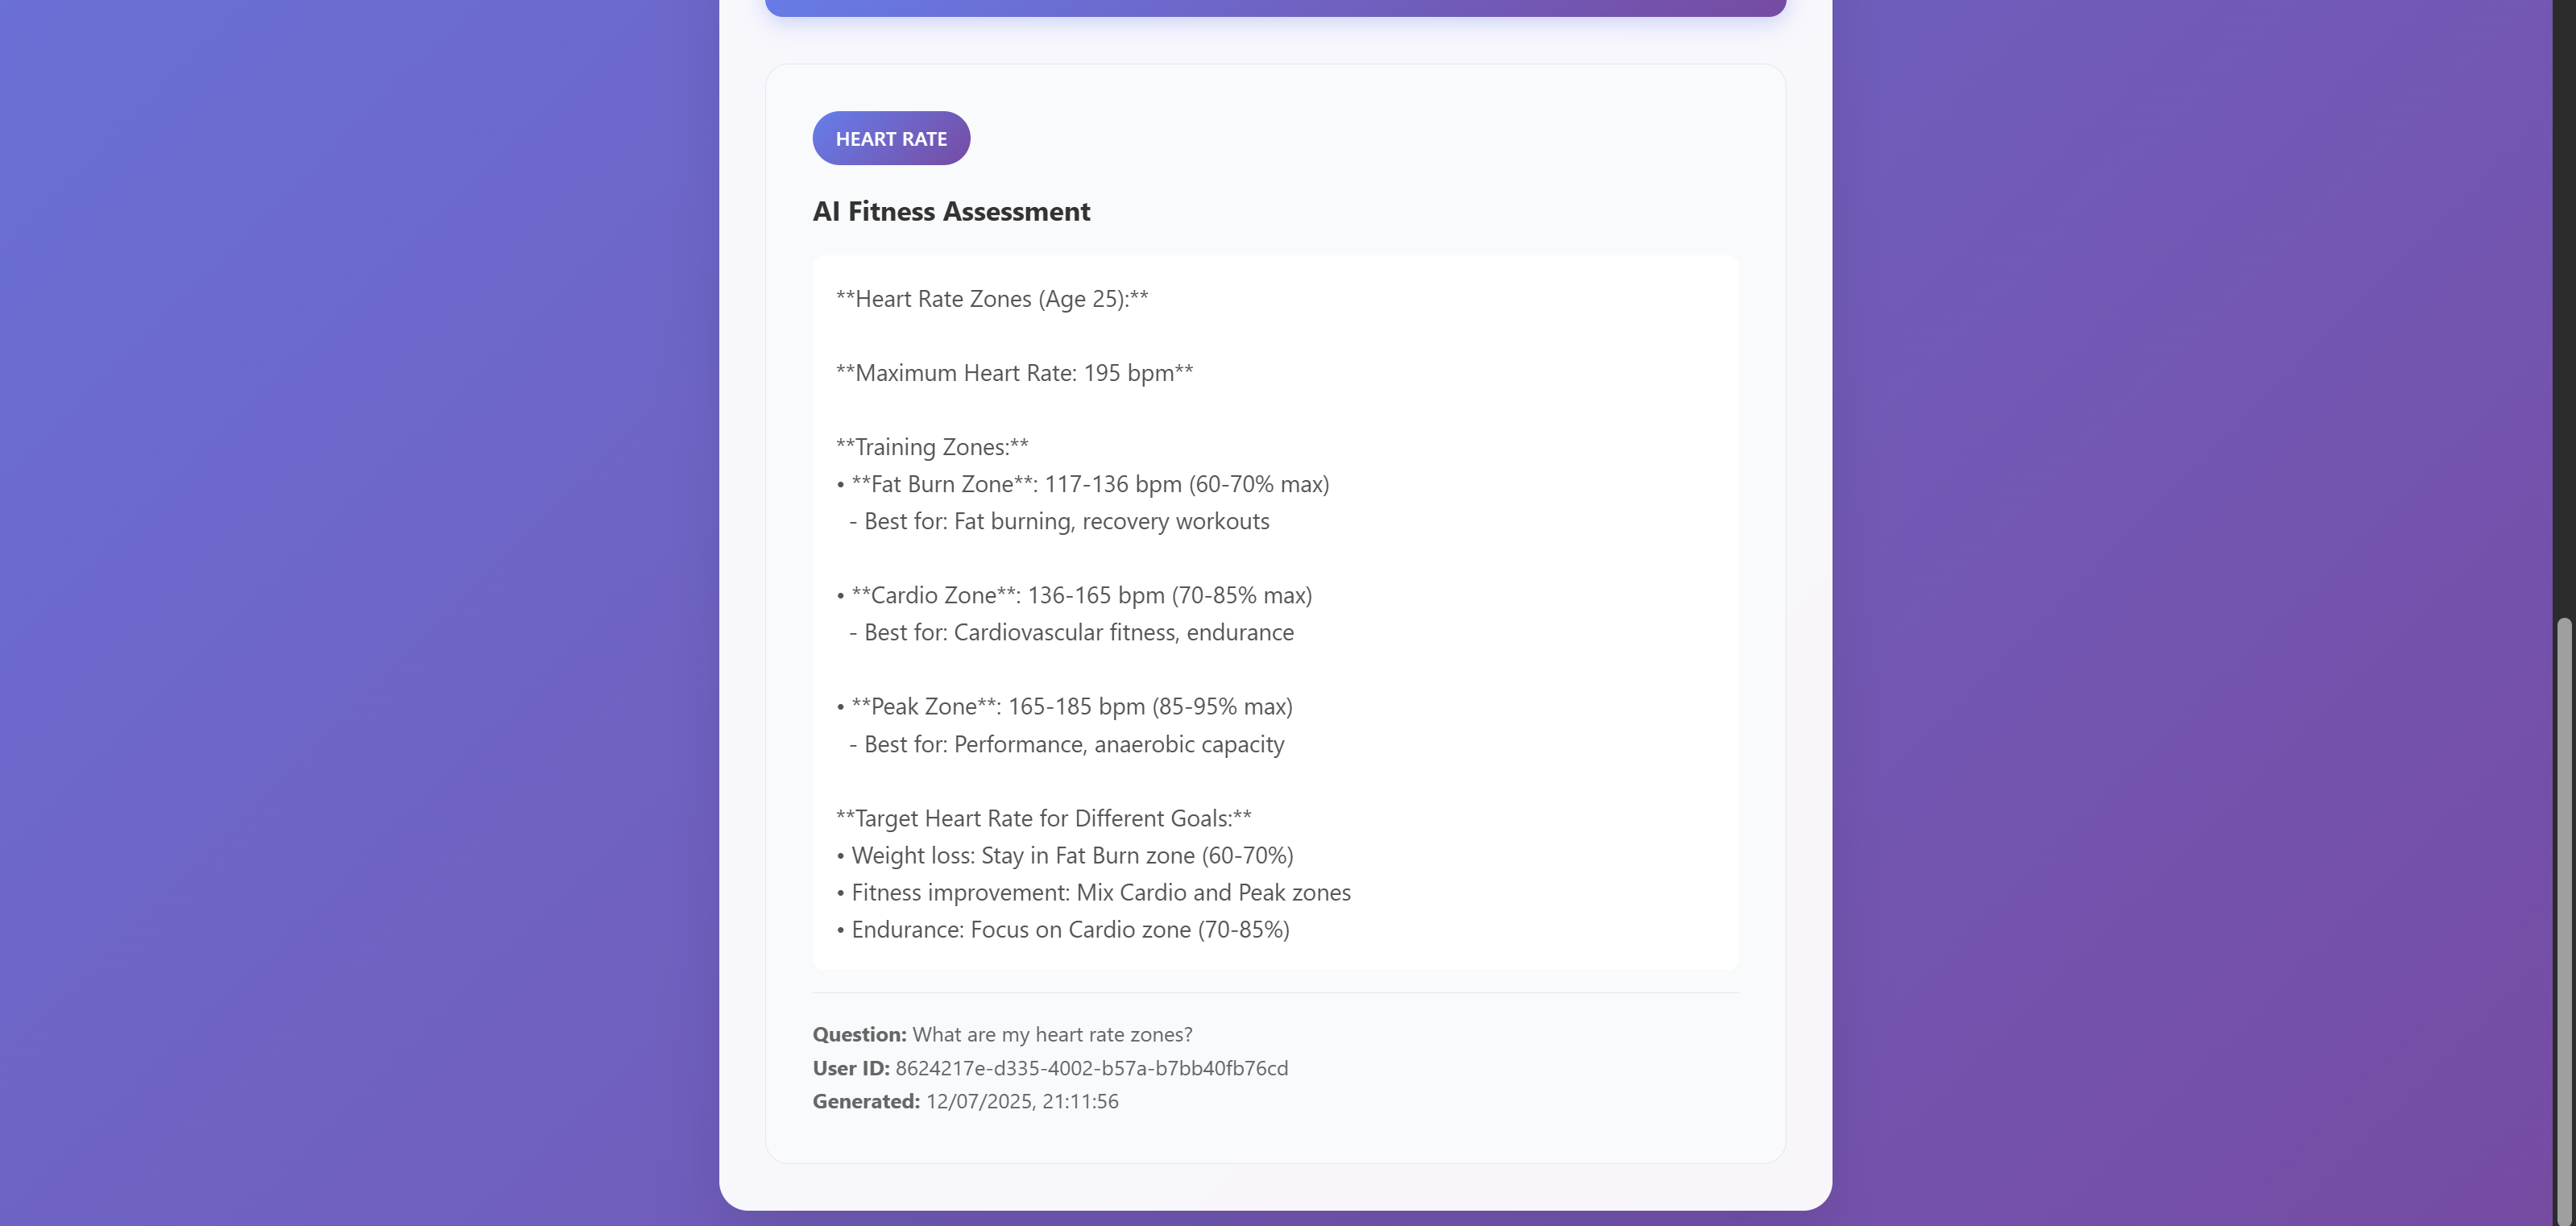 HEART RATE
AI Fitness Assessment
**Heart Rate Zones (Age 25):**
**Maximum Heart Rate: 195 bpm**
**Training Zones:**
• **Fat Burn Zone**: 117-136 bpm (60-70% max)
- Best for: Fat burning, recovery workouts
• **Cardio Zone**: 136-165 bpm (70-85% max)
- Best for: Cardiovascular fitness, endurance
• **Peak Zone**: 165-185 bpm (85-95% max)
- Best for: Performance, anaerobic capacity
**Target Heart Rate for Different Goals:**
• Weight loss: Stay in Fat Burn zone (60-70%)
• Fitness improvement: Mix Cardio and Peak zones
• Endurance: Focus on Cardio zone (70-85%)
Question: What are my heart rate zones?
User ID: 8624217e-d335-4002-b57a-b7bb40fb76cd
Generated: 12/07/2025, 21:11:56